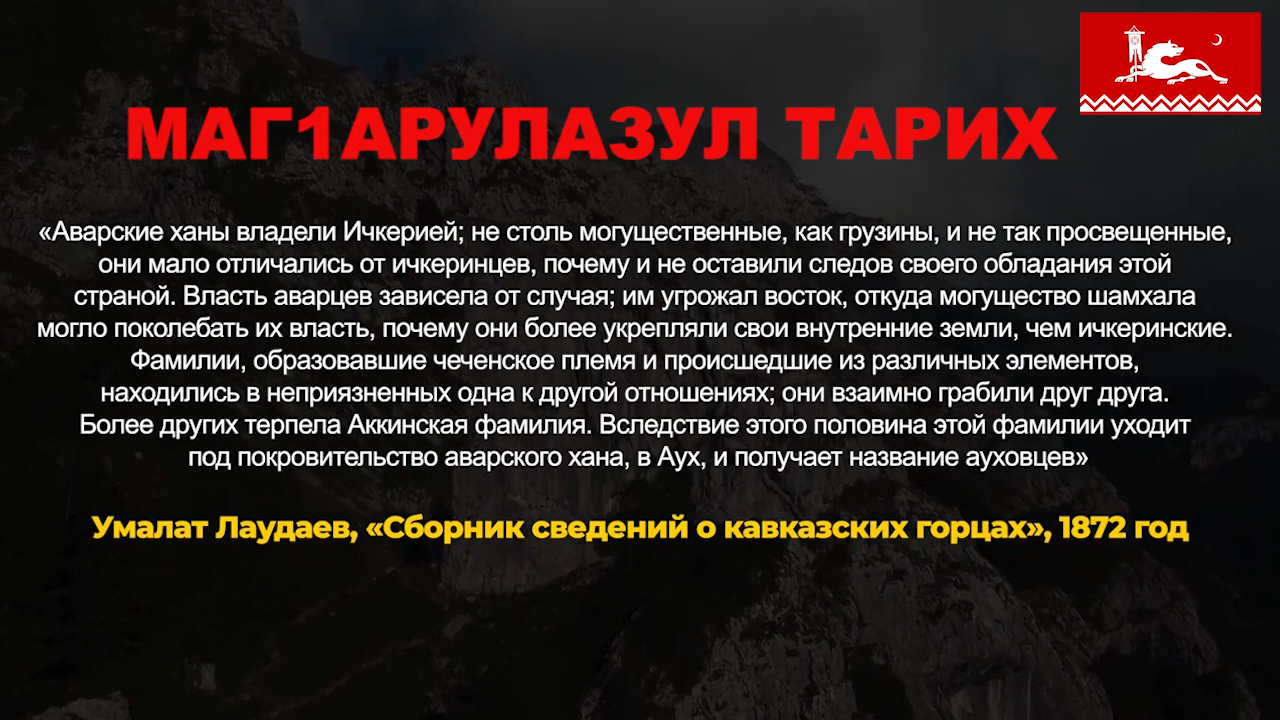 МАГ1АРУЛАЗУЛ ТАРИХ
«Аварские ханы владели Ичкерией; не столь могущественные, как грузины, и не так просвещенные,
они мало отличались от ичкеринцев, почему и не оставили следов своего обладания этой
страной. Власть аварцев зависела от случая; им угрожал восток, откуда могущество шамхала
могло поколебать их власть, почему они более укрепляли свои внутренние земли, чем ичкеринские.
Фамилии, образовавшие чеченское племя и происшедшие из различных элементов,
находились в неприязненных одна к другой отношениях; они взаимно грабили друг друга.
Более других терпела Аккинская фамилия. Вследствие этого половина этой фамилии уходит
под покровительство аварского хана, в Аух, и получает название ауховцев»
Умалат Лаудаев, «Сборник сведений о кавказских горцах», 1872 год